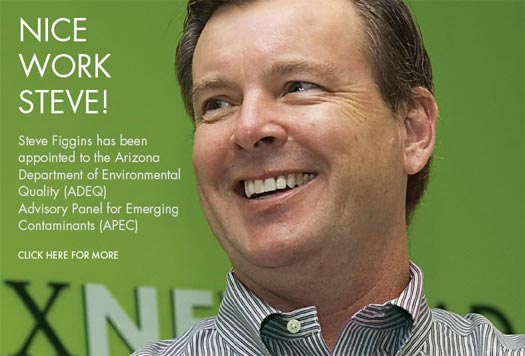 NICE
WORK
STEVE!
Steve Figgins has been
appointed to the Arizona
Department of Environmental
Quality (ADEQ)
Advisory Panel for Emerging
Contaminants (APEC)
CLICK HERE FOR MORE